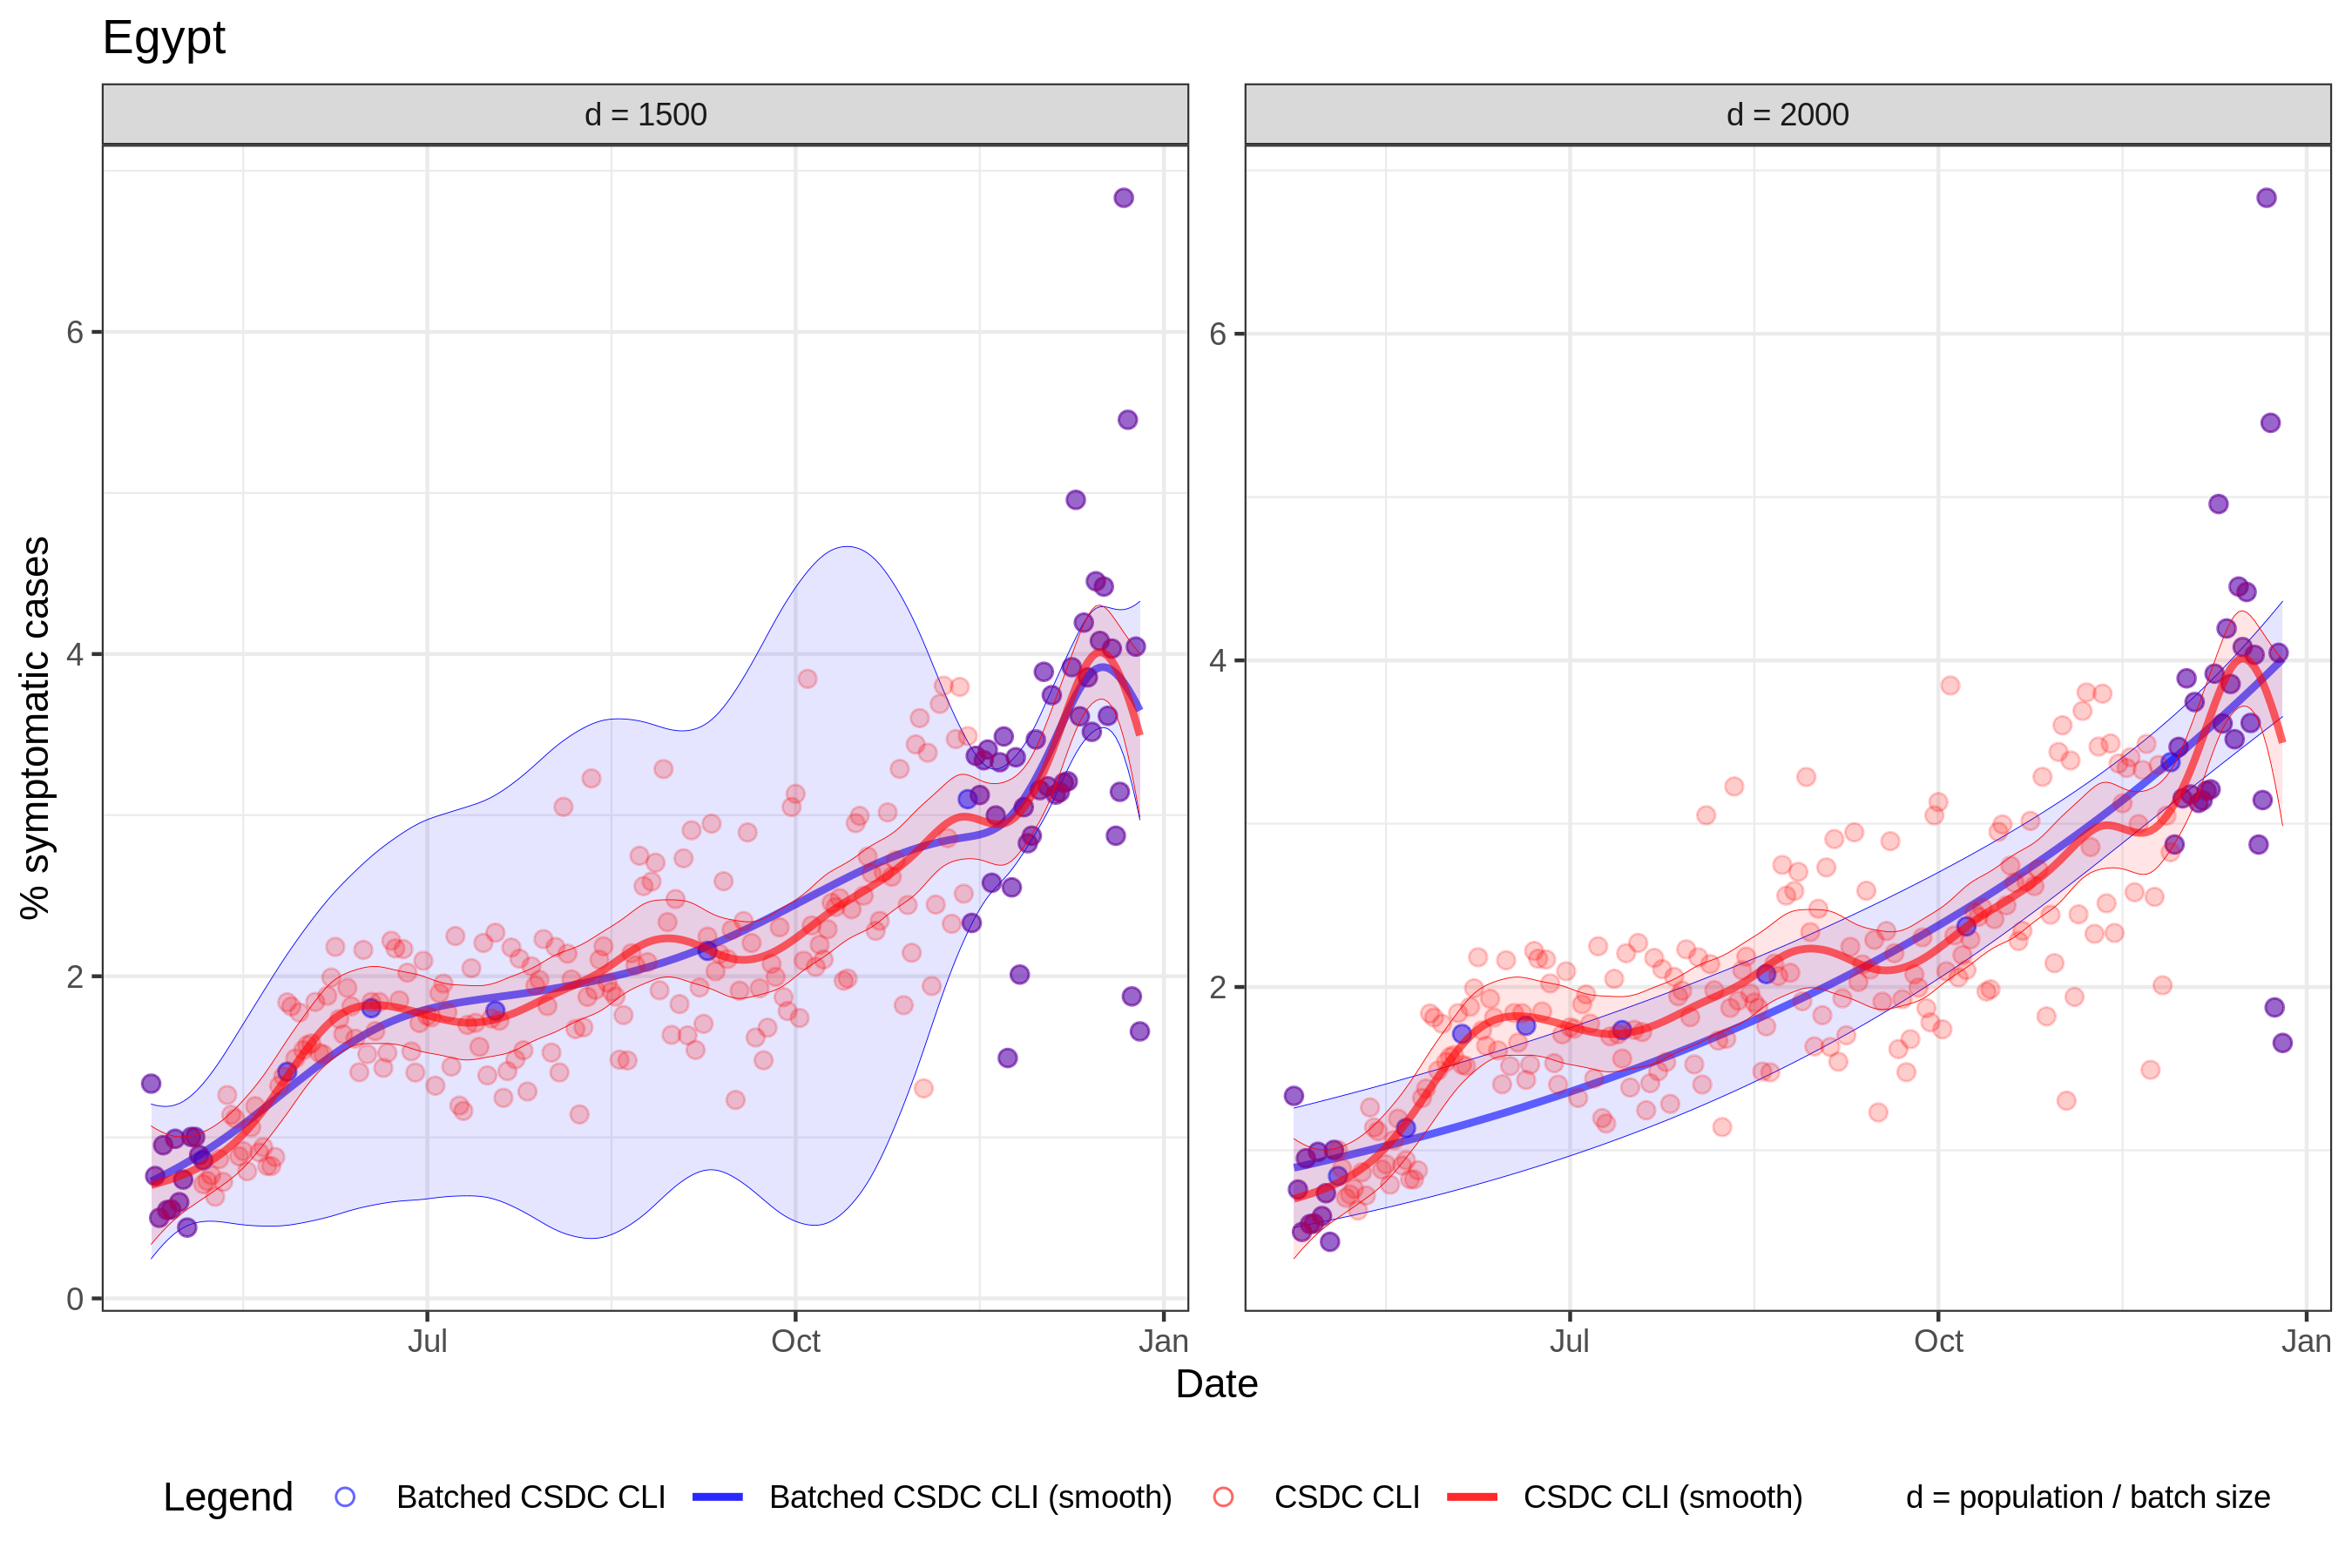 Egypt
d = 1500
d = 2000
% symptomatic cases
6
4
2
0
6
4
2
Jul
Oct
Jan
Jul
Oct
Jan
Date
Legend
Batched CSDC CLI
Batched CSDC CLI (smooth)
CSDC CLI
CSDC CLI (smooth)
d = population / batch size